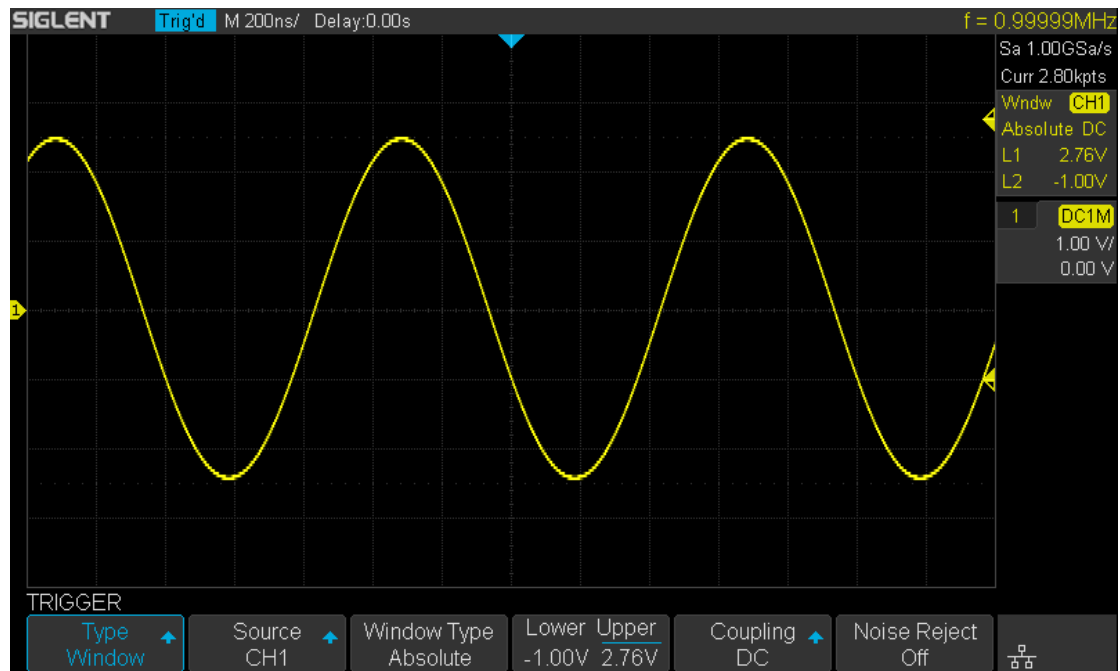 SIGLENT Trig'd M 200ns/ Delay:0.00s f = 0.99999MHz
Sa 1.00GSa/s
Curr 2.80kpts
Wndw CH1
Absolute DC
L1 2.76V
L2 -1.00V
1 DC1M
1.00 V/
0.00 V
1
TRIGGER
Type Source Window Type Lower Upper Coupling Noise Reject
Window CH1 Absolute -1.00V 2.76V DC Off